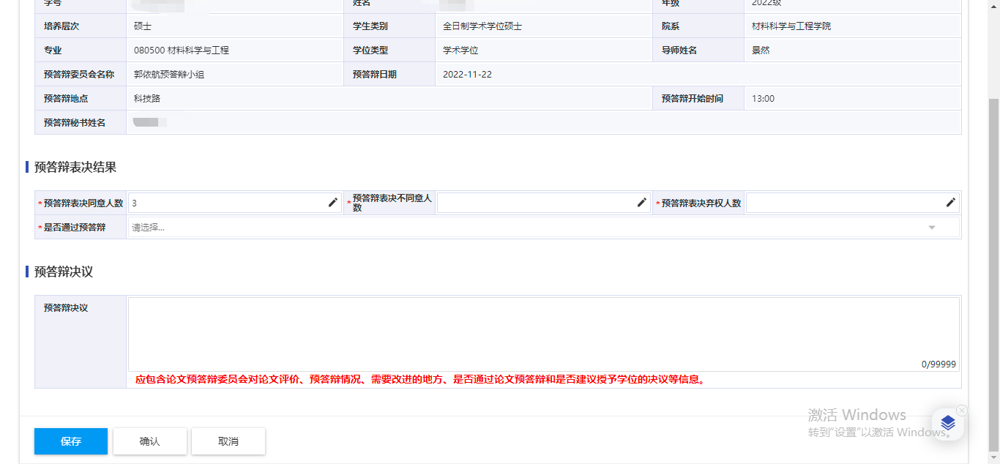 学号 姓名 年级 2022级
培养层次 硕士 学生类别 全日制学术学位硕士 院系 材料科学与工程学院
专业 080500 材料科学与工程 学位类型 学术学位 导师姓名 景然
预答辩委员会名称 郭依航预答辩小组 预答辩日期 2022-11-22
预答辩地点 科技路 预答辩开始时间 13:00
预答辩秘书姓名
预答辩表决结果
*预答辩表决同意人数 3 *预答辩表决不同意人数 *预答辩表决弃权人数
*是否通过预答辩 请选择...
预答辩决议
预答辩决议
0/99999
应包含论文预答辩委员会对论文评价、预答辩情况、需要改进的地方、是否通过论文预答辩和是否建议授予学位的决议等信息。
激活 Windows
转到"设置"以激活 Windows。
保存 确认 取消